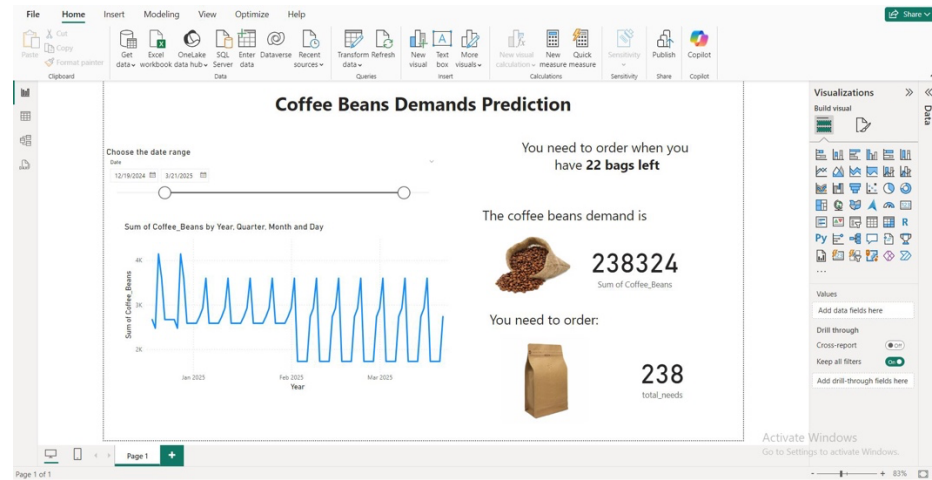 File Home Insert Modeling View Optimize Help
Share
Paste
Cut
Copy
Format painter
Get data
Excel workbook
OneLake data hub
SQL Server
Enter data
Dataverse
Recent sources
Transform data
Refresh
New visual
Text box
More visuals
New visual calculation
New measure
Quick measure
Sensitivity
Publish
Copilot
Clipboard
Data
Queries
Insert
Calculations
Sensitivity
Share
Copilot
Coffee Beans Demands Prediction
Choose the date range
Date
12/19/2024
3/21/2025
You need to order when you
have 22 bags left
Sum of Coffee_Beans by Year, Quarter, Month and Day
Sum of Coffee_Beans
4K
3K
2K
Jan 2025
Feb 2025
Mar 2025
Year
The coffee beans demand is
238324
Sum of Coffee_Beans
You need to order:
238
total_needs
Visualizations
Data
Build visual
R
Py
...
Values
Add data fields here
Drill through
Cross-report
Off
Keep all filters
On
Add drill-through fields here
Activate Windows
Go to Settings to activate Windows.
Page 1
Page 1 of 1
83%